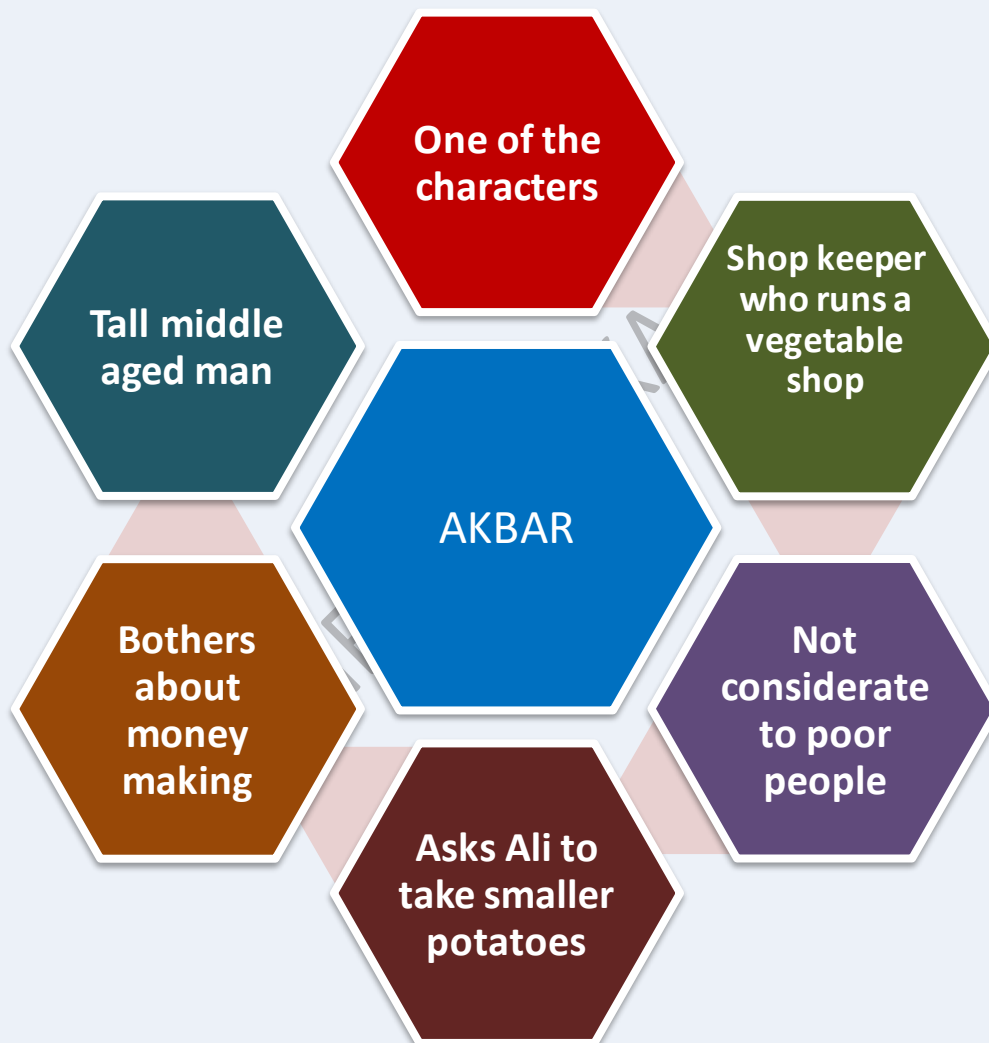 One of the
characters
Shop keeper
who runs a
vegetable
shop
Tall middle
aged man
AKBAR
Bothers
about
money
making
Not
considerate
to poor
people
Asks Ali to
take smaller
potatoes